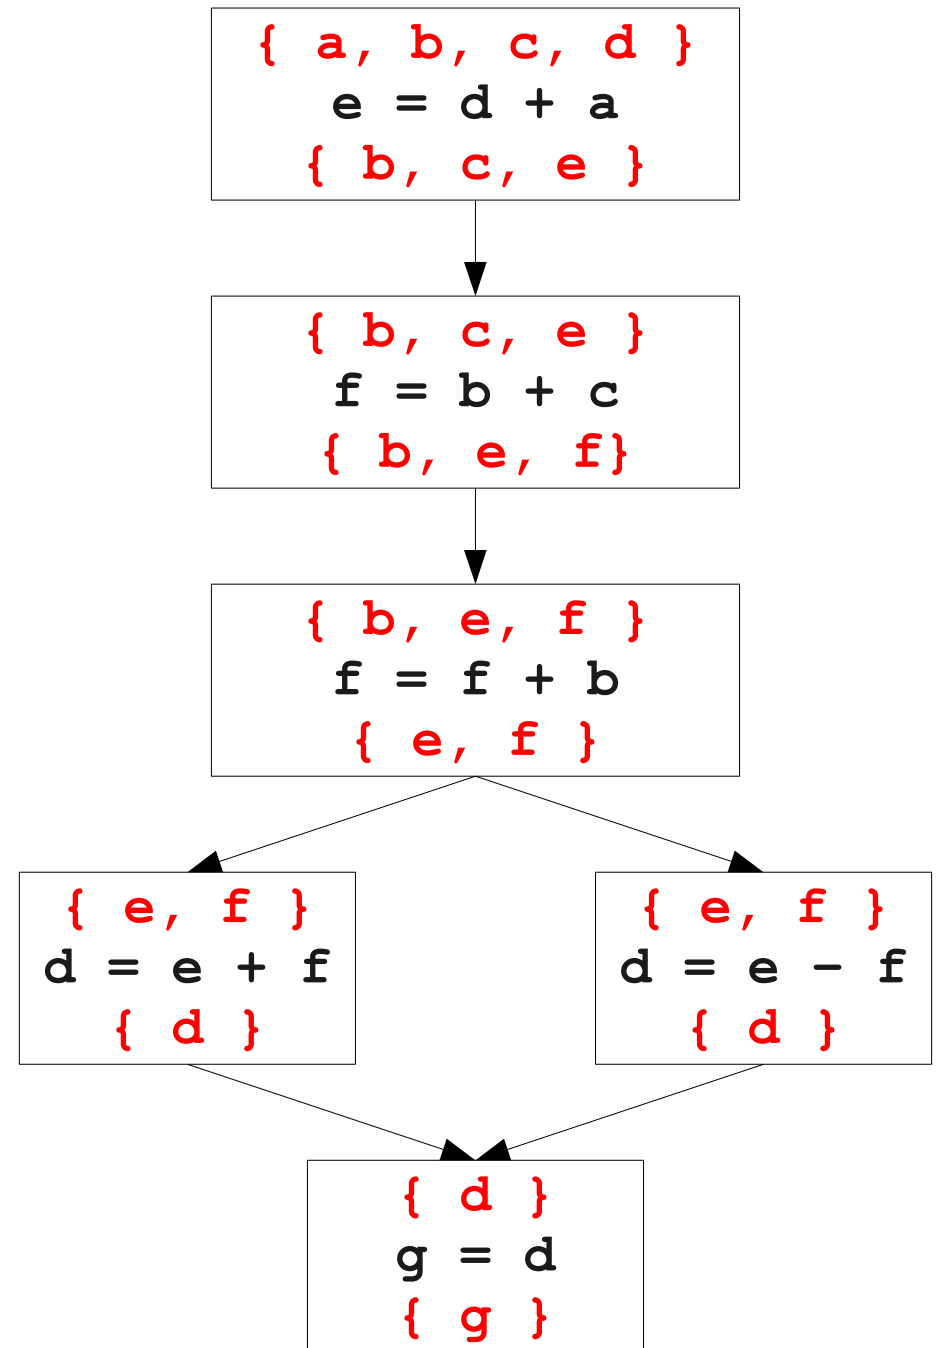 { a, b, c, d }
e = d + a
{ b, c, e }
{ b, c, e }
f = b + c
{ b, e, f}
{ b, e, f }
f = f + b
{ e, f }
{ e, f }
d = e + f
{ d }
{ e, f }
d = e - f
{ d }
{ d }
g = d
{ g }